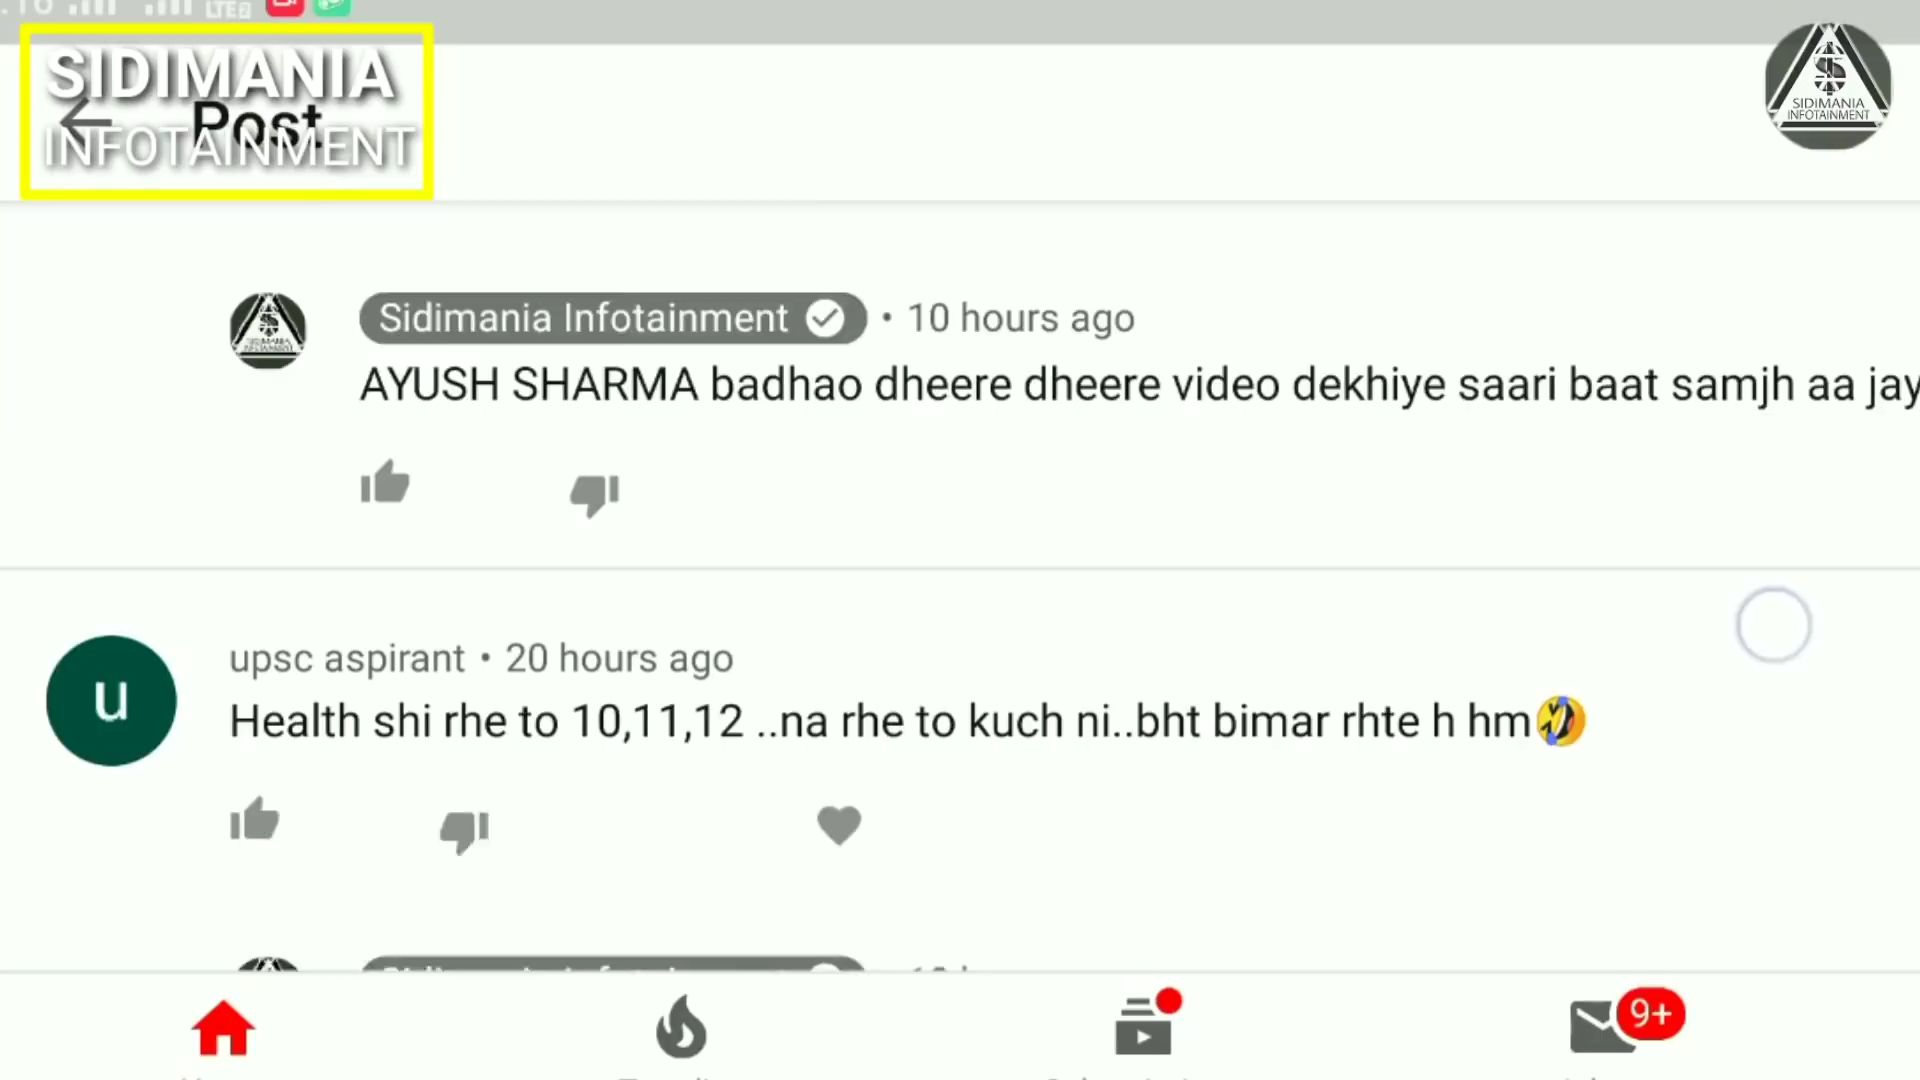 LTE2
SIDIMANIA
INFOTAINMENT
Post
SIDIMANIA
INFOTAINMENT
Sidimania Infotainment • 10 hours ago
AYUSH SHARMA badhao dheere dheere video dekhiye saari baat samjh aa jay
upsc aspirant • 20 hours ago
Health shi rhe to 10,11,12 ..na rhe to kuch ni..bht bimar rhte h hm🤣
9+